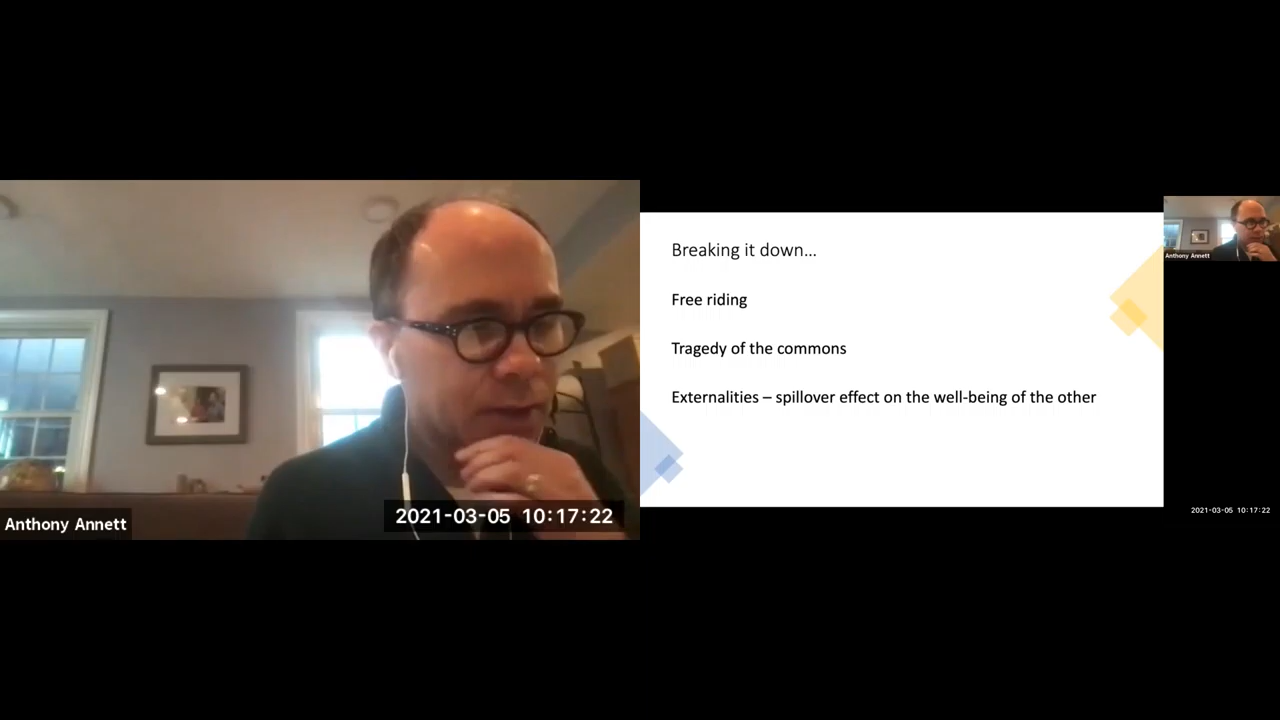 Anthony Annett
2021-03-05 10:17:22
Breaking it down…
Free riding
Tragedy of the commons
Externalities – spillover effect on the well-being of the other
Anthony Annett
2021-03-05 10:17:22